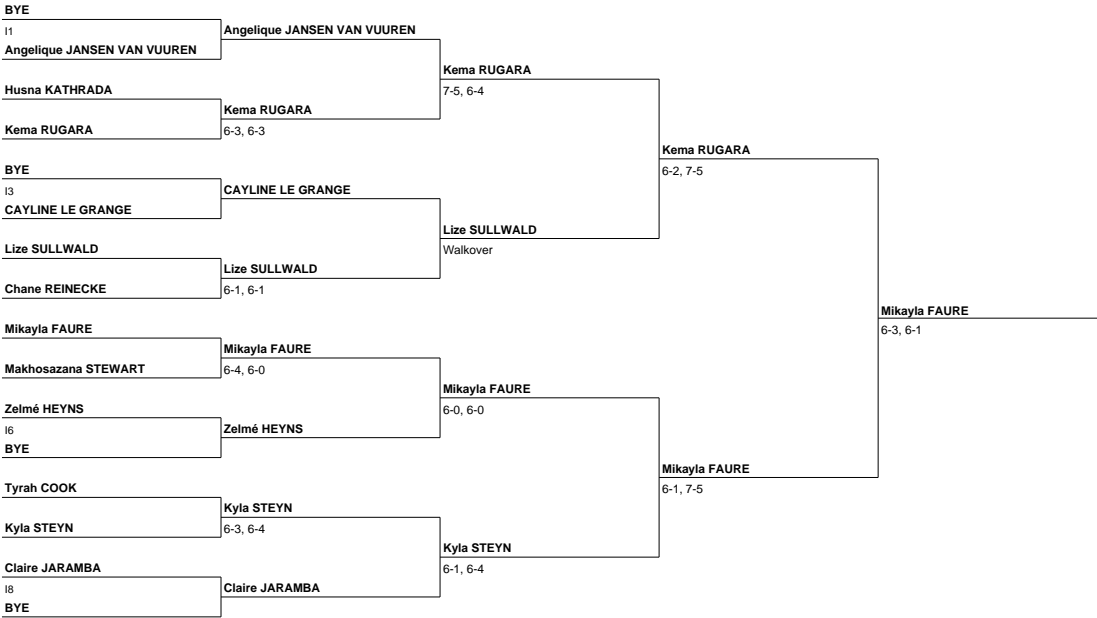 BYE
I1
Angelique JANSEN VAN VUUREN
Angelique JANSEN VAN VUUREN
Husna KATHRADA
Kema RUGARA
Kema RUGARA
6-3, 6-3
Kema RUGARA
7-5, 6-4
BYE
I3
CAYLINE LE GRANGE
CAYLINE LE GRANGE
Lize SULLWALD
Chane REINECKE
Lize SULLWALD
6-1, 6-1
Lize SULLWALD
Walkover
Kema RUGARA
6-2, 7-5
Mikayla FAURE
Makhosazana STEWART
Mikayla FAURE
6-4, 6-0
Zelmé HEYNS
I6
BYE
Zelmé HEYNS
Mikayla FAURE
6-0, 6-0
Tyrah COOK
Kyla STEYN
Kyla STEYN
6-3, 6-4
Claire JARAMBA
I8
BYE
Claire JARAMBA
Kyla STEYN
6-1, 6-4
Mikayla FAURE
6-1, 7-5
Mikayla FAURE
6-3, 6-1